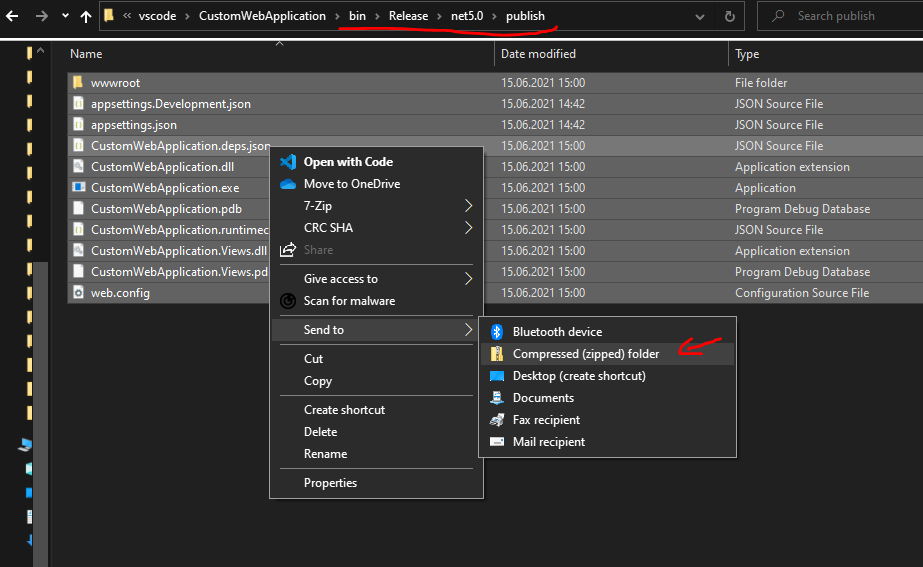 « vscode › CustomWebApplication › bin › Release › net5.0 › publish
Search publish
Name Date modified Type
wwwroot 15.06.2021 15:00 File folder
appsettings.Development.json 15.06.2021 14:42 JSON Source File
appsettings.json 15.06.2021 14:42 JSON Source File
CustomWebApplication.deps.json 15.06.2021 15:00 JSON Source File
CustomWebApplication.dll 15.06.2021 15:00 Application extension
CustomWebApplication.exe 15.06.2021 15:00 Application
CustomWebApplication.pdb 15.06.2021 15:00 Program Debug Database
CustomWebApplication.runtimec 15.06.2021 15:00 JSON Source File
CustomWebApplication.Views.dll 15.06.2021 15:00 Application extension
CustomWebApplication.Views.pd 15.06.2021 15:00 Program Debug Database
web.config 15.06.2021 15:00 Configuration Source File
Open with Code
Move to OneDrive
7-Zip
CRC SHA
Share
Give access to
Scan for malware
Send to
Cut
Copy
Create shortcut
Delete
Rename
Properties
Bluetooth device
Compressed (zipped) folder
Desktop (create shortcut)
Documents
Fax recipient
Mail recipient